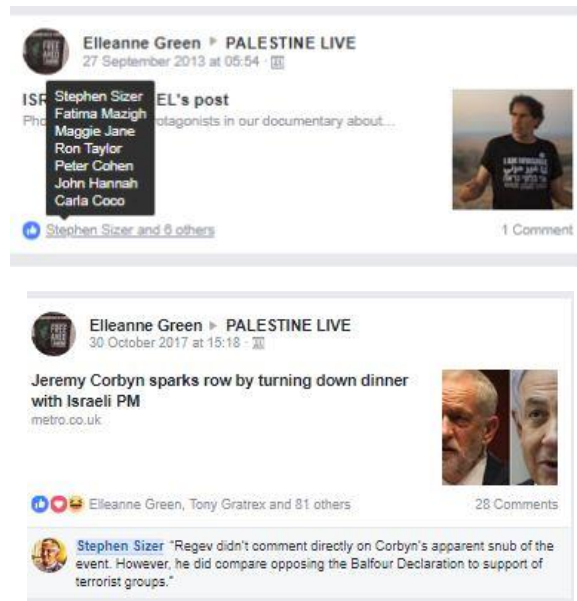 Elleanne Green ▸ PALESTINE LIVE
27 September 2013 at 05:54 ·
Stephen Sizer
Fatima Mazigh
Maggie Jane
Ron Taylor
Peter Cohen
John Hannah
Carla Coco
ISR EL's post
Pho otagonists in our documentary about...
Stephen Sizer and 6 others
1 Comment
Elleanne Green ▸ PALESTINE LIVE
30 October 2017 at 15:18 ·
Jeremy Corbyn sparks row by turning down dinner
with Israeli PM
metro.co.uk
Elleanne Green, Tony Gratrex and 81 others
28 Comments
Stephen Sizer "Regev didn't comment directly on Corbyn's apparent snub of the
event. However, he did compare opposing the Balfour Declaration to support of
terrorist groups."